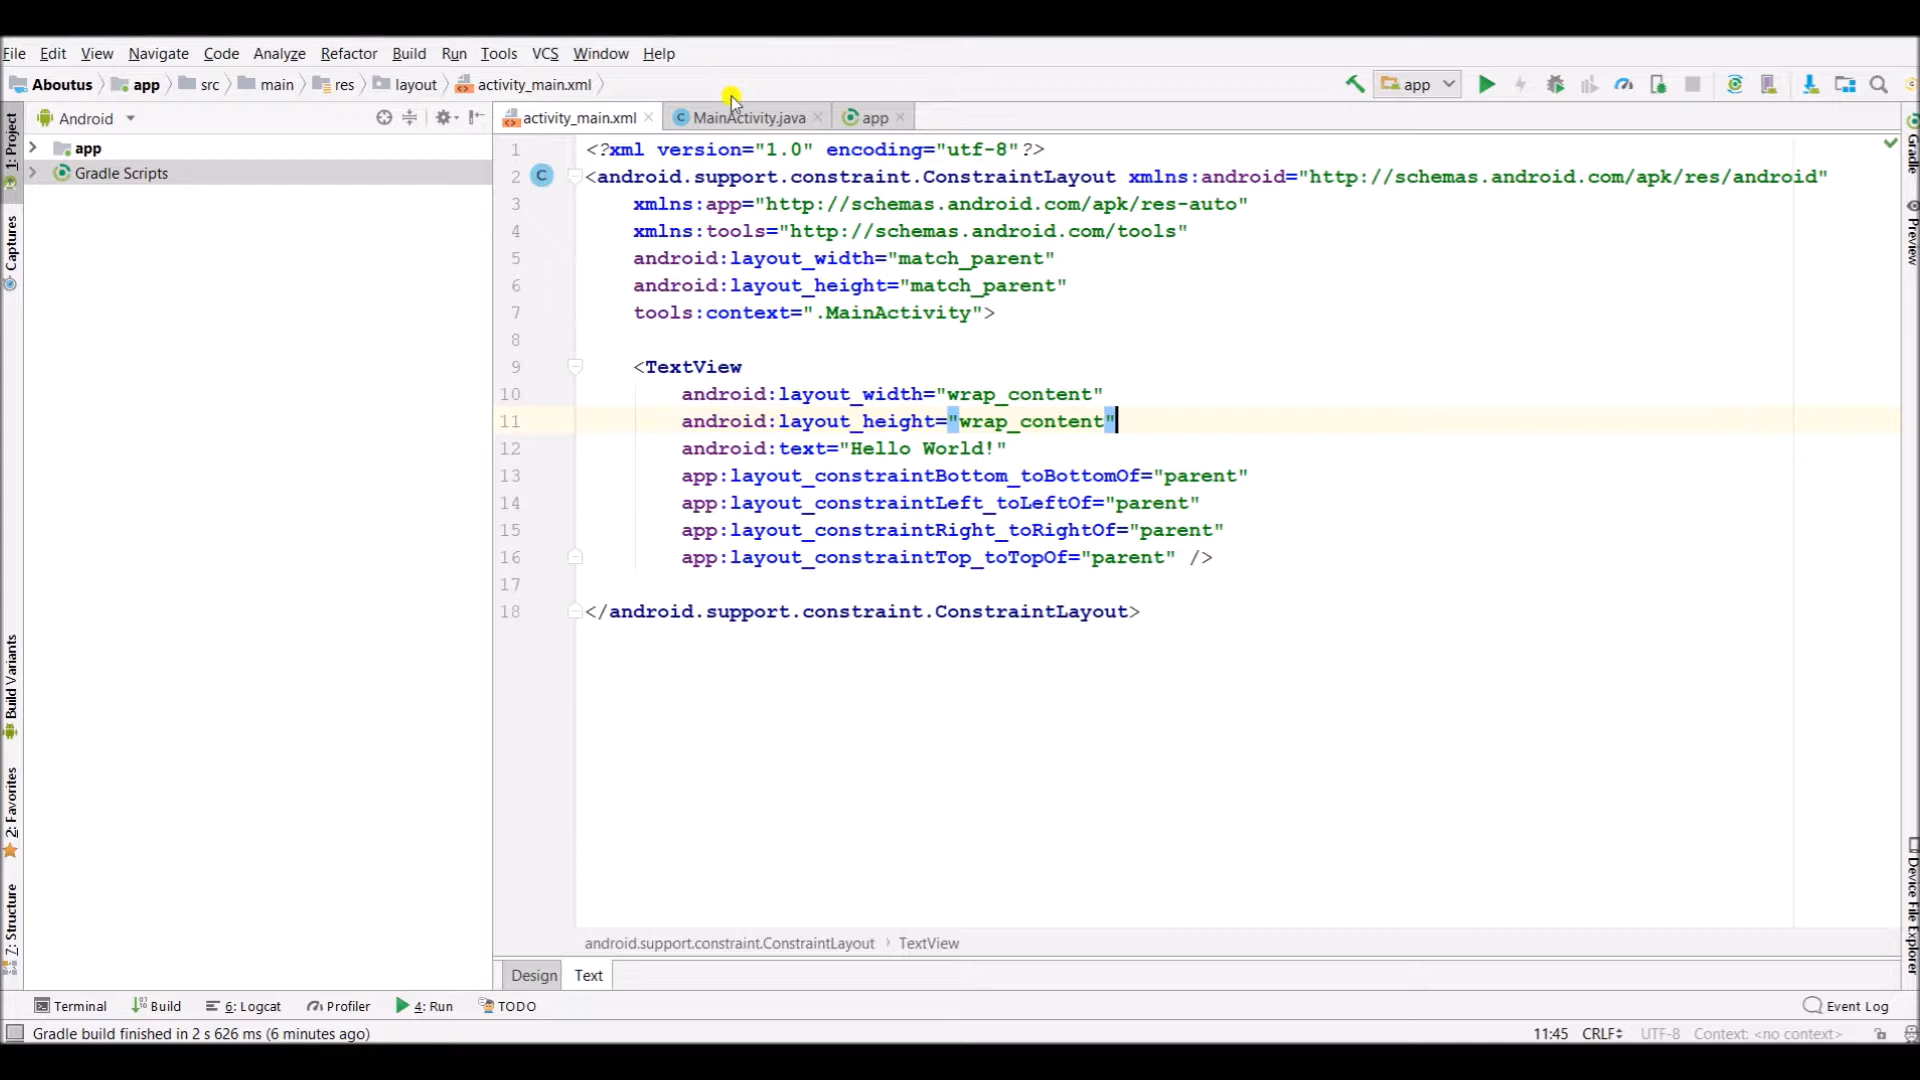 File Edit View Navigate Code Analyze Refactor Build Run Tools VCS Window Help
Aboutus app src main res layout activity_main.xml app
Android activity_main.xml MainActivity.java app
app
Gradle Scripts
1: Project
Captures
Build Variants
2: Favorites
7: Structure
1 <?xml version="1.0" encoding="utf-8"?>
2 <android.support.constraint.ConstraintLayout xmlns:android="http://schemas.android.com/apk/res/android"
3 xmlns:app="http://schemas.android.com/apk/res-auto"
4 xmlns:tools="http://schemas.android.com/tools"
5 android:layout_width="match_parent"
6 android:layout_height="match_parent"
7 tools:context=".MainActivity">
8
9 <TextView
10 android:layout_width="wrap_content"
11 android:layout_height="wrap_content"
12 android:text="Hello World!"
13 app:layout_constraintBottom_toBottomOf="parent"
14 app:layout_constraintLeft_toLeftOf="parent"
15 app:layout_constraintRight_toRightOf="parent"
16 app:layout_constraintTop_toTopOf="parent" />
17
18 </android.support.constraint.ConstraintLayout>
Gradle
Preview
Device File Explorer
android.support.constraint.ConstraintLayout › TextView
Design Text
Terminal Build 6: Logcat Profiler 4: Run TODO Event Log
Gradle build finished in 2 s 626 ms (6 minutes ago) 11:45 CRLF UTF-8 Context: <no context>